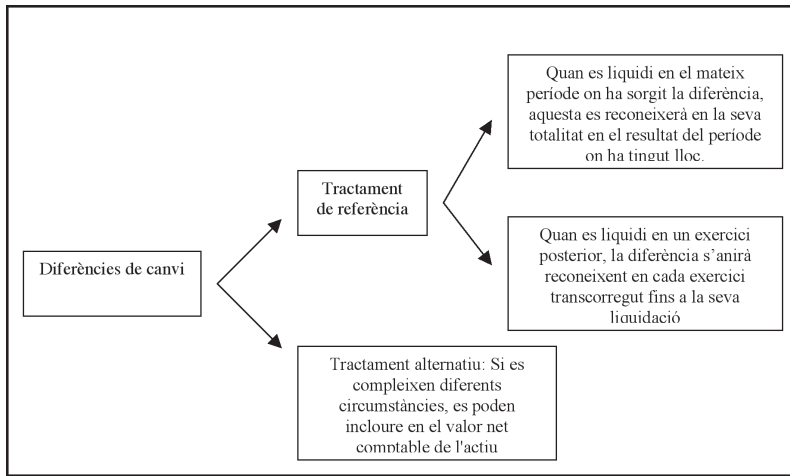 Diferències de canvi
Tractament
de referència
Quan es liquidi en el mateix
període on ha sorgit la diferència,
aquesta es reconeixerà en la seva
totalitat en el resultat del període
on ha tingut lloc.
Quan es liquidi en un exercici
posterior, la diferència s’anirà
reconeixent en cada exercici
transcorregut fins a la seva
liquidació
Tractament alternatiu: Si es
compleixen diferents
circumstàncies, es poden
incloure en el valor net
comptable de l'actiu